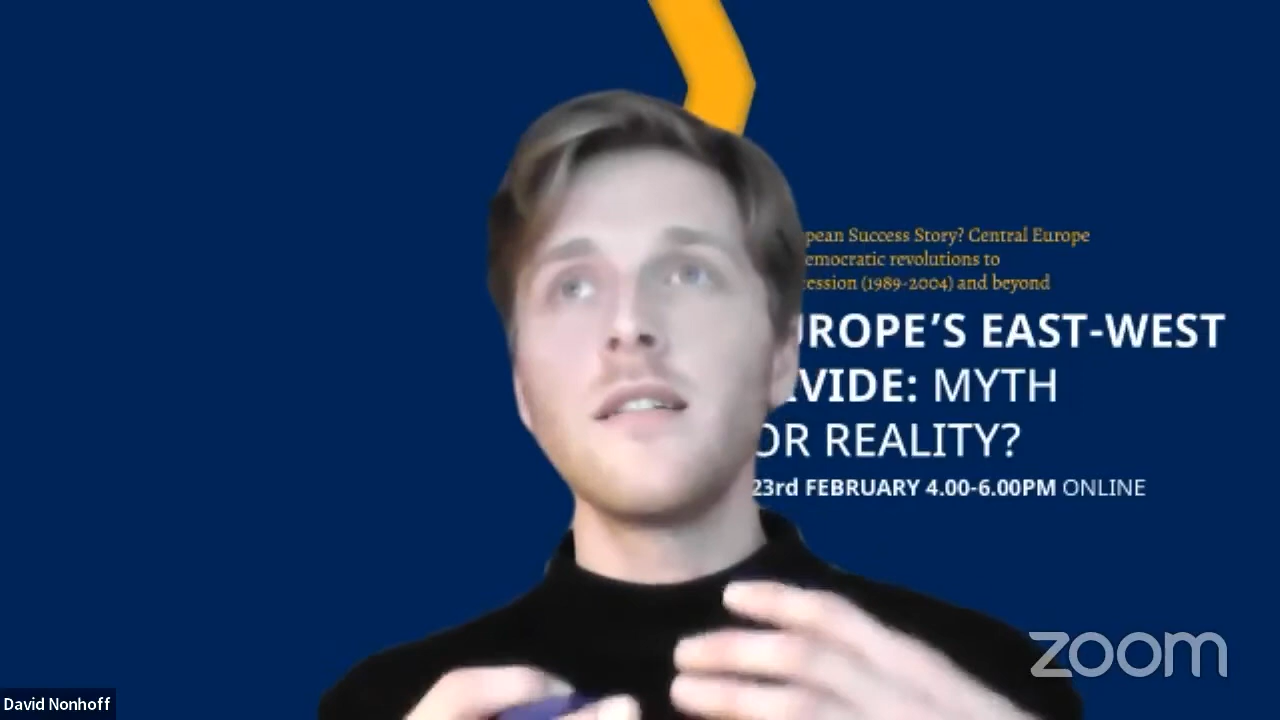 pean Success Story? Central Europe
emocratic revolutions to
ession (1989-2004) and beyond
UROPE’S EAST-WEST
IVIDE: MYTH
OR REALITY?
23rd FEBRUARY 4.00-6.00PM ONLINE
zoom
David Nonhoff